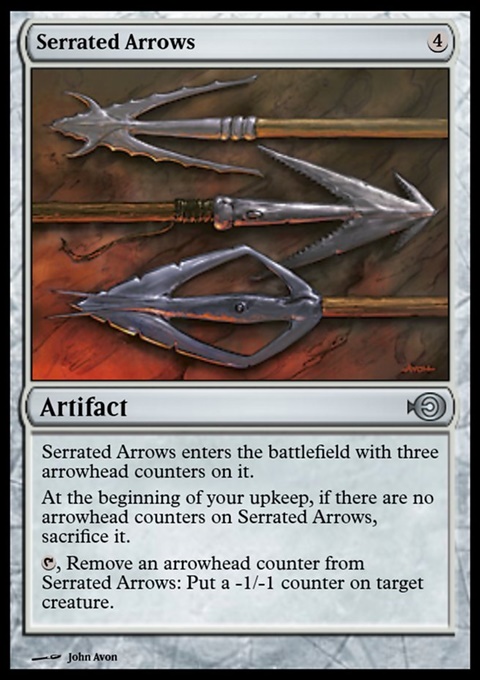 Serrated Arrows 4
AVON
Artifact
Serrated Arrows enters the battlefield with three
arrowhead counters on it.
At the beginning of your upkeep, if there are no
arrowhead counters on Serrated Arrows,
sacrifice it.
, Remove an arrowhead counter from
Serrated Arrows: Put a -1/-1 counter on target
creature.
John Avon